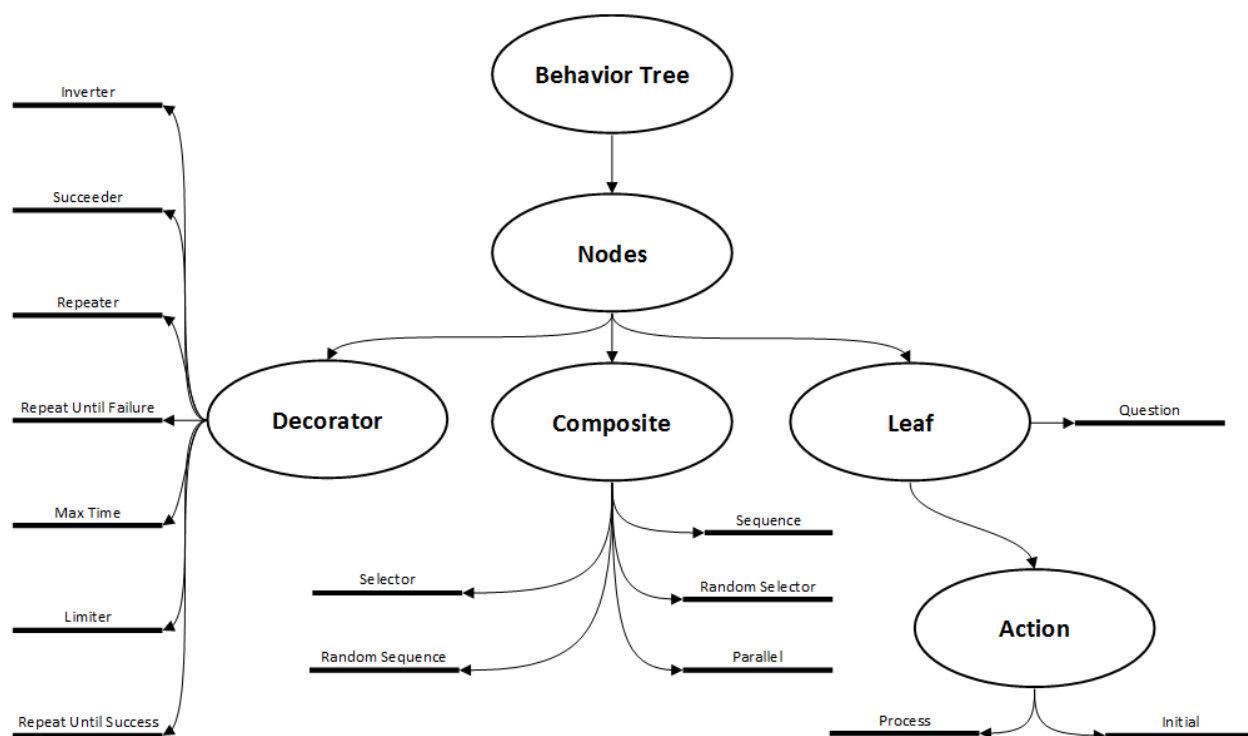 Behavior Tree
Nodes
Decorator
Composite
Leaf
Action
Inverter
Succeeder
Repeater
Repeat Until Failure
Max Time
Limiter
Repeat Until Success
Selector
Random Sequence
Sequence
Random Selector
Parallel
Question
Process
Initial